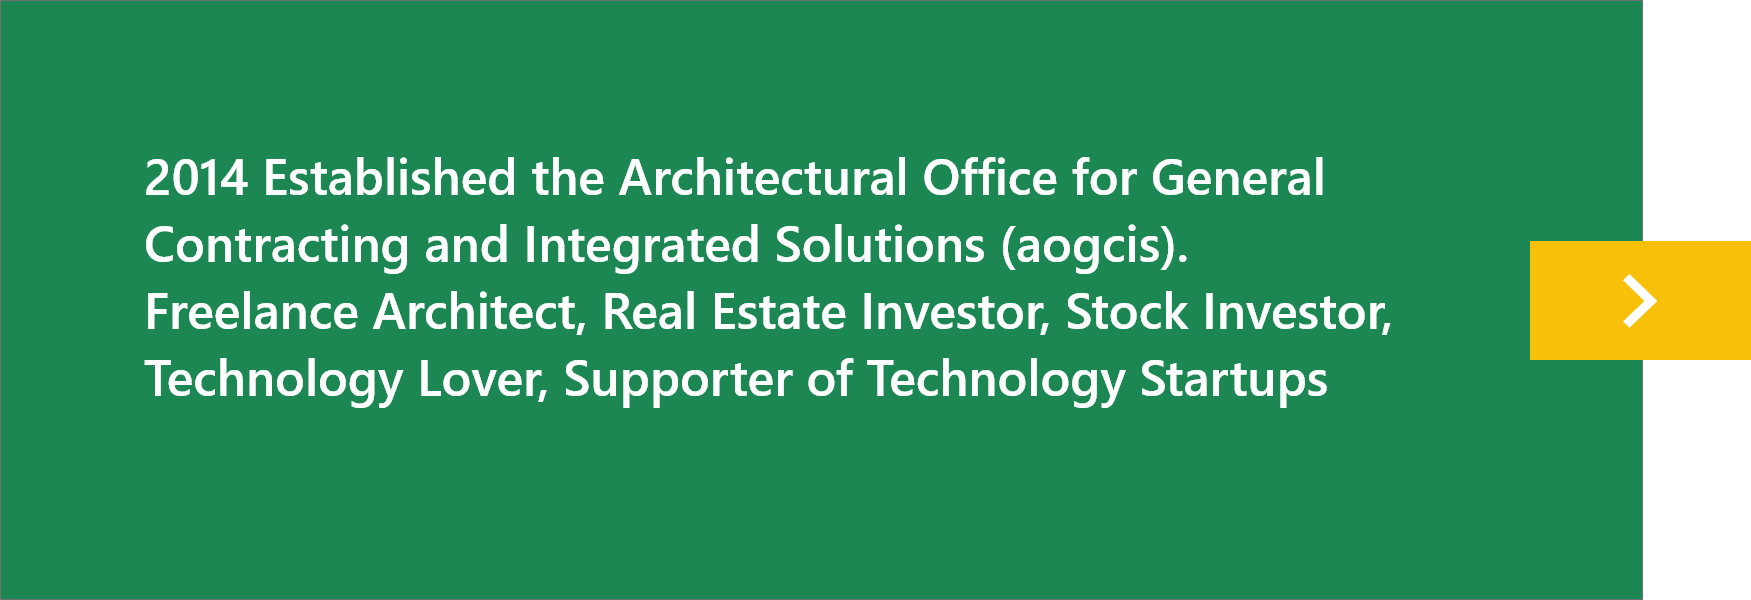 2014 Established the Architectural Office for General
Contracting and Integrated Solutions (aogcis).
Freelance Architect, Real Estate Investor, Stock Investor,
Technology Lover, Supporter of Technology Startups